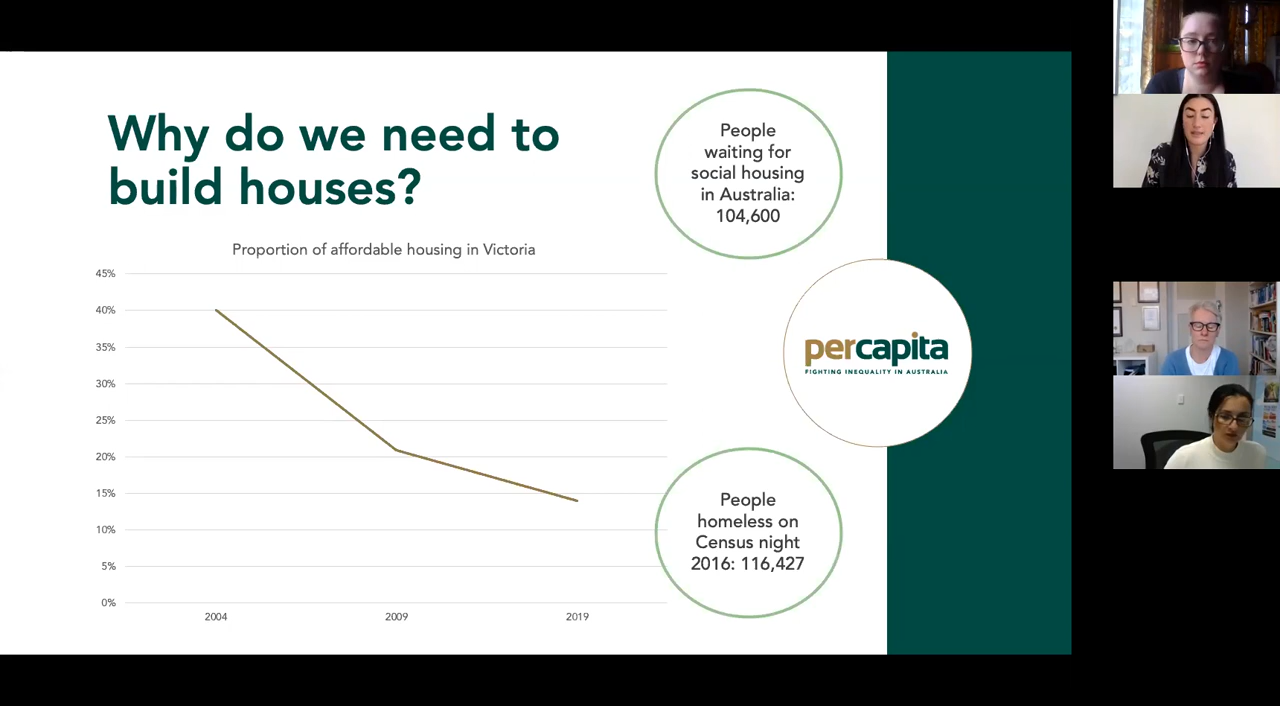 Why do we need to
build houses?
Proportion of affordable housing in Victoria
45%
40%
35%
30%
25%
20%
15%
10%
5%
0%
2004
2009
2019
People
waiting for
social housing
in Australia:
104,600
percapita
FIGHTING INEQUALITY IN AUSTRALIA
People
homeless on
Census night
2016: 116,427